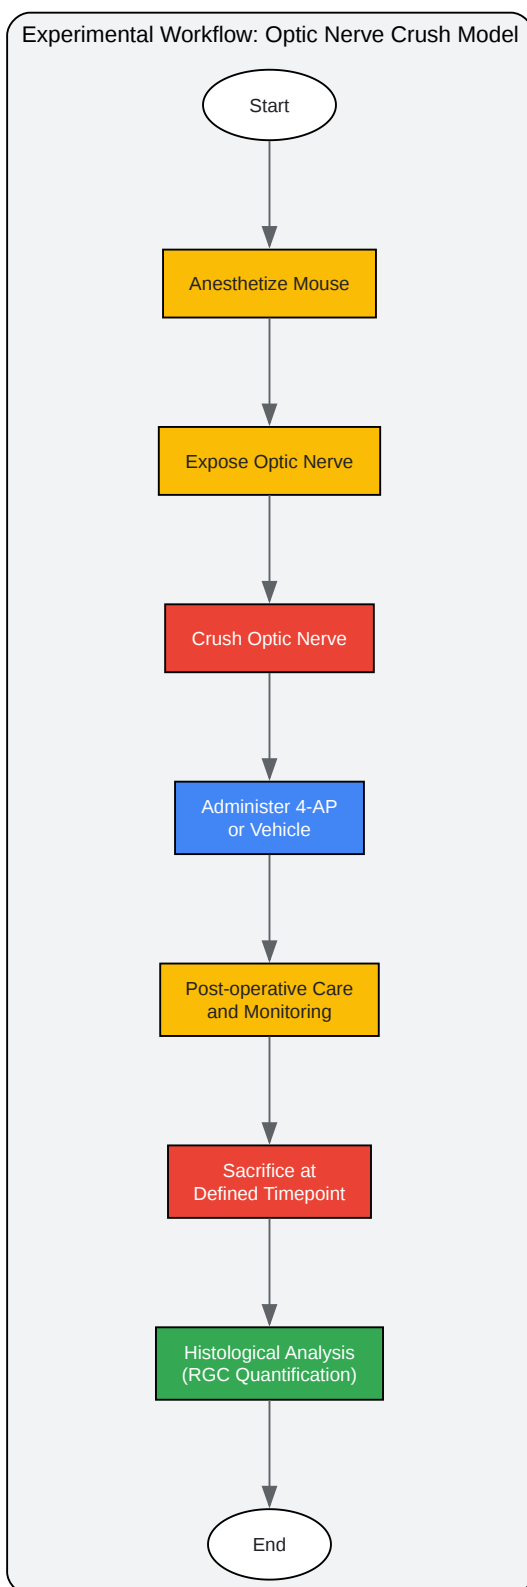 Experimental Workflow: Optic Nerve Crush Model
Start
Anesthetize Mouse
Expose Optic Nerve
Crush Optic Nerve
Administer 4-AP
or Vehicle
Post-operative Care
and Monitoring
Sacrifice at
Defined Timepoint
Histological Analysis
(RGC Quantification)
End